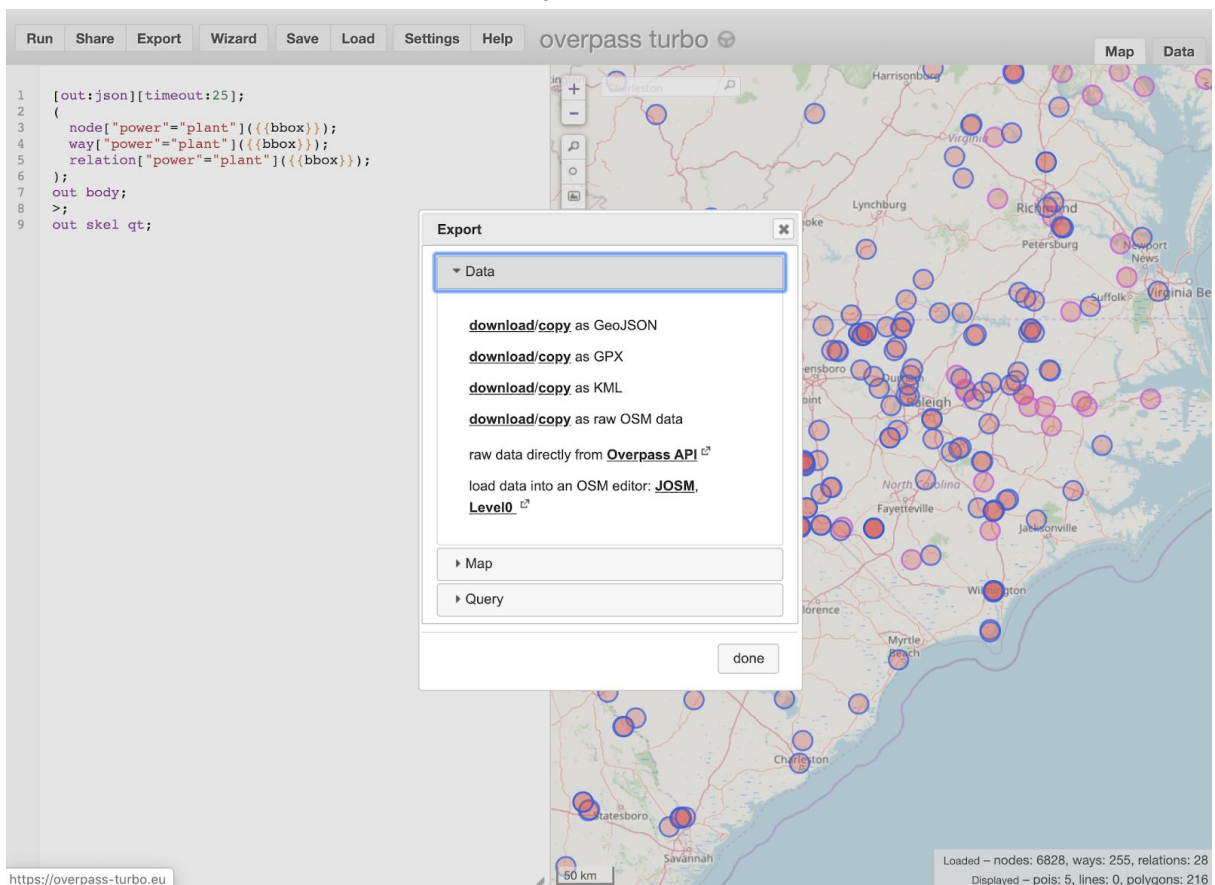 Run Share Export Wizard Save Load Settings Help overpass turbo
Map Data
1 [out:json][timeout:25];
2 (
3 node["power"="plant"]({{bbox}});
4 way["power"="plant"]({{bbox}});
5 relation["power"="plant"]({{bbox}});
6 );
7 out body;
8 >;
9 out skel qt;
+
−
Charleston
Harrisonburg
Virginia
Lynchburg
Richmond
Petersburg
Newport
News
Suffolk
Virginia Be
Durham
Raleigh
North Carolina
Fayetteville
Jacksonville
Wilmington
Myrtle
Beach
Charleston
Statesboro
Savannah
Export
Data
download/copy as GeoJSON
download/copy as GPX
download/copy as KML
download/copy as raw OSM data
raw data directly from Overpass API
load data into an OSM editor: JOSM,
Level0
Map
Query
done
50 km
Loaded – nodes: 6828, ways: 255, relations: 28
Displayed – pois: 5, lines: 0, polygons: 216
https://overpass-turbo.eu